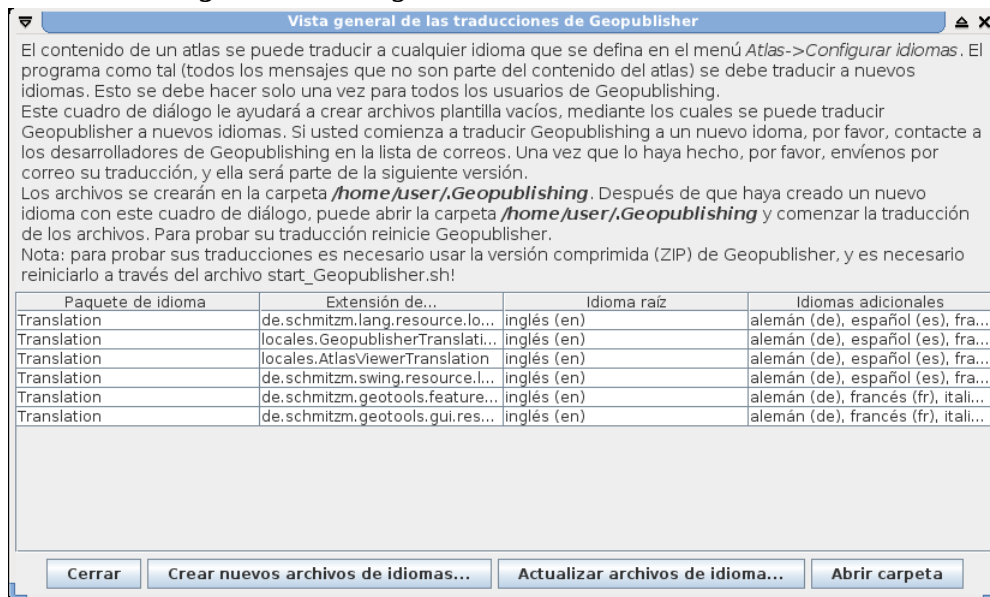 Vista general de las traducciones de Geopublisher
El contenido de un atlas se puede traducir a cualquier idioma que se defina en el menú Atlas->Configurar idiomas. El
programa como tal (todos los mensajes que no son parte del contenido del atlas) se debe traducir a nuevos
idiomas. Esto se debe hacer solo una vez para todos los usuarios de Geopublishing.
Este cuadro de diálogo le ayudará a crear archivos plantilla vacíos, mediante los cuales se puede traducir
Geopublisher a nuevos idiomas. Si usted comienza a traducir Geopublishing a un nuevo idoma, por favor, contacte a
los desarrolladores de Geopublishing en la lista de correos. Una vez que lo haya hecho, por favor, envíenos por
correo su traducción, y ella será parte de la siguiente versión.
Los archivos se crearán en la carpeta /home/user/.Geopublishing. Después de que haya creado un nuevo
idioma con este cuadro de diálogo, puede abrir la carpeta /home/user/.Geopublishing y comenzar la traducción
de los archivos. Para probar su traducción reinicie Geopublisher.
Nota: para probar sus traducciones es necesario usar la versión comprimida (ZIP) de Geopublisher, y es necesario
reiniciarlo a través del archivo start_Geopublisher.sh!
Paquete de idioma Extensión de... Idioma raíz Idiomas adicionales
Translation de.schmitzm.lang.resource.lo... inglés (en) alemán (de), español (es), fra...
Translation locales.GeopublisherTranslati... inglés (en) alemán (de), español (es), fra...
Translation locales.AtlasViewerTranslation inglés (en) alemán (de), español (es), fra...
Translation de.schmitzm.swing.resource.l... inglés (en) alemán (de), español (es), fra...
Translation de.schmitzm.geotools.feature... inglés (en) alemán (de), francés (fr), itali...
Translation de.schmitzm.geotools.gui.res... inglés (en) alemán (de), francés (fr), itali...
Cerrar Crear nuevos archivos de idiomas... Actualizar archivos de idioma... Abrir carpeta